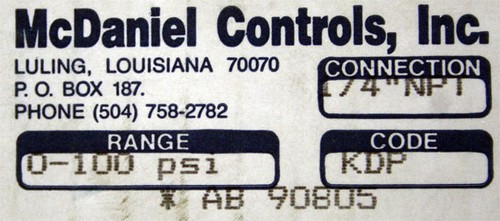 McDaniel Controls, Inc.
LULING, LOUISIANA 70070
P. O. BOX 187.
PHONE (504) 758-2782
CONNECTION
1/4"NPT
RANGE
0-100 psi
CODE
KDP
* AB 90805